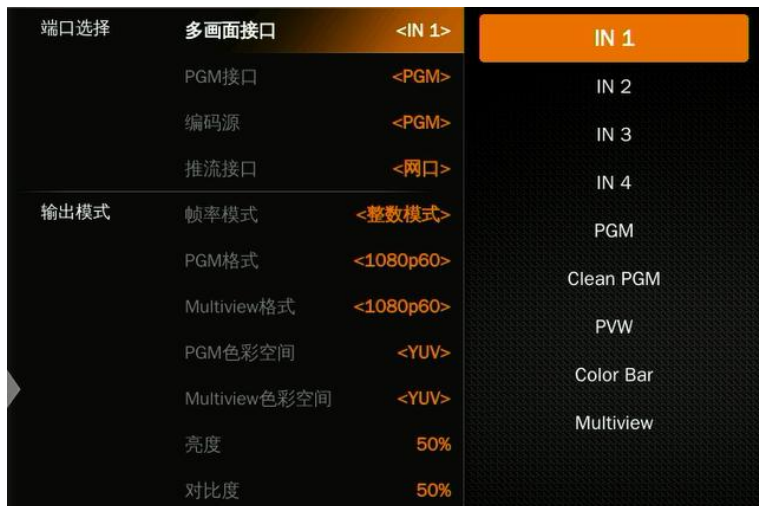 端口选择 多画面接口 <IN 1>
PGM接口 <PGM>
编码源 <PGM>
推流接口 <网口>
输出模式 帧率模式 <整数模式>
PGM格式 <1080p60>
Multiview格式 <1080p60>
PGM色彩空间 <YUV>
Multiview色彩空间 <YUV>
亮度 50%
对比度 50%
IN 1
IN 2
IN 3
IN 4
PGM
Clean PGM
PVW
Color Bar
Multiview